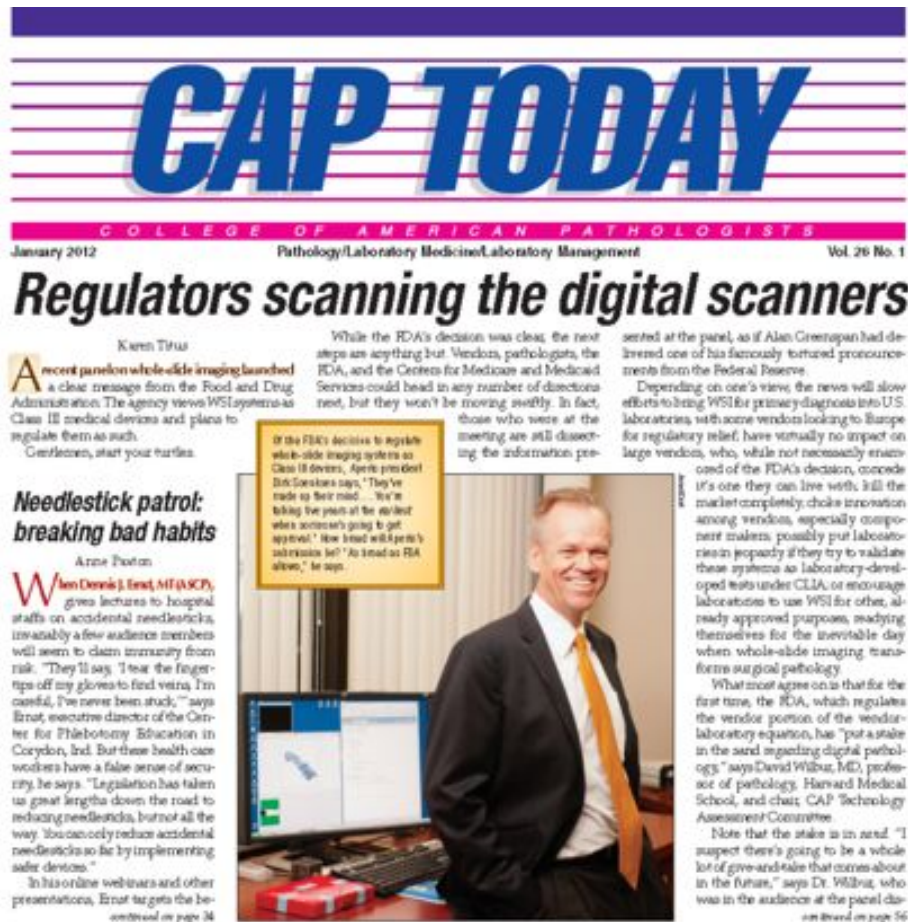 CAP TODAY
COLLEGE OF AMERICAN PATHOLOGISTS
January 2012 Pathology/Laboratory Medicine/Laboratory Management Vol. 26 No. 1
Regulators scanning the digital scanners
Karen Titus
A recent panel on whole-slide imaging launched
a clear message from the Food and Drug
Administration: The agency views WSI systems as
Class III medical devices and plans to
regulate them as such.
Gentlemen, start your turtles.
While the FDA's decision was clear, the next
steps are anything but. Vendors, pathologists, the
FDA, and the Centers for Medicare and Medicaid
Services could head in any number of directions
next, but they won't be moving swiftly. In fact,
those who were at the
meeting are still dissect-
ing the information pre-
sented at the panel, as if Alan Greenspan had de-
livered one of his famously tortured pronounce-
ments from the Federal Reserve.
Depending on one's view, the news will slow
efforts to bring WSI for primary diagnosis into U.S.
laboratories, with some vendors looking to Europe
for regulatory relief; have virtually no impact on
large vendors, who, while not necessarily enam-
ored of the FDA's decision, concede
it's one they can live with; kill the
market completely; choke innovation
among vendors, especially compo-
nent makers; possibly put laborato-
ries in jeopardy if they try to validate
these systems as laboratory-devel-
oped tests under CLIA; or encourage
laboratories to use WSI for other, al-
ready approved purposes, readying
themselves for the inevitable day
when whole-slide imaging trans-
forms surgical pathology.
What most agree on is that for the
first time, the FDA, which regulates
the vendor portion of the vendor-
laboratory equation, has "put a stake
in the sand regarding digital pathol-
ogy," says David Wilbur, MD, profes-
sor of pathology, Harvard Medical
School, and chair, CAP Technology
Assessment Committee.
Note that the stake is in sand. "I
suspect there's going to be a whole
lot of give-and-take that comes about
in the future," says Dr. Wilbur, who
was in the audience at the panel dis-
continued on page 56
Of the FDA's decision to regulate
whole-slide imaging systems as
Class III devices, Aperio president
Dirk Soenksen says, "They've
made up their mind . . . You're
talking five years at the earliest
when someone's going to get
approval." How broad will Aperio's
submission be? "As broad as FDA
allows," he says.
Needlestick patrol:
breaking bad habits
Anne Paxton
When Dennis J. Ernst, MT(ASCP),
gives lectures to hospital
staffs on accidental needlesticks,
invariably a few audience members
will seem to claim immunity from
risk. "They'll say, 'I tear the finger-
tips off my gloves to find veins, I'm
careful, I've never been stuck,'" says
Ernst, executive director of the Cen-
ter for Phlebotomy Education in
Corydon, Ind. But these health care
workers have a false sense of secu-
rity, he says. "Legislation has taken
us great lengths down the road to
reducing needlesticks, but not all the
way. You can only reduce accidental
needlesticks so far by implementing
safer devices."
In his online webinars and other
presentations, Ernst targets the be-
continued on page 34